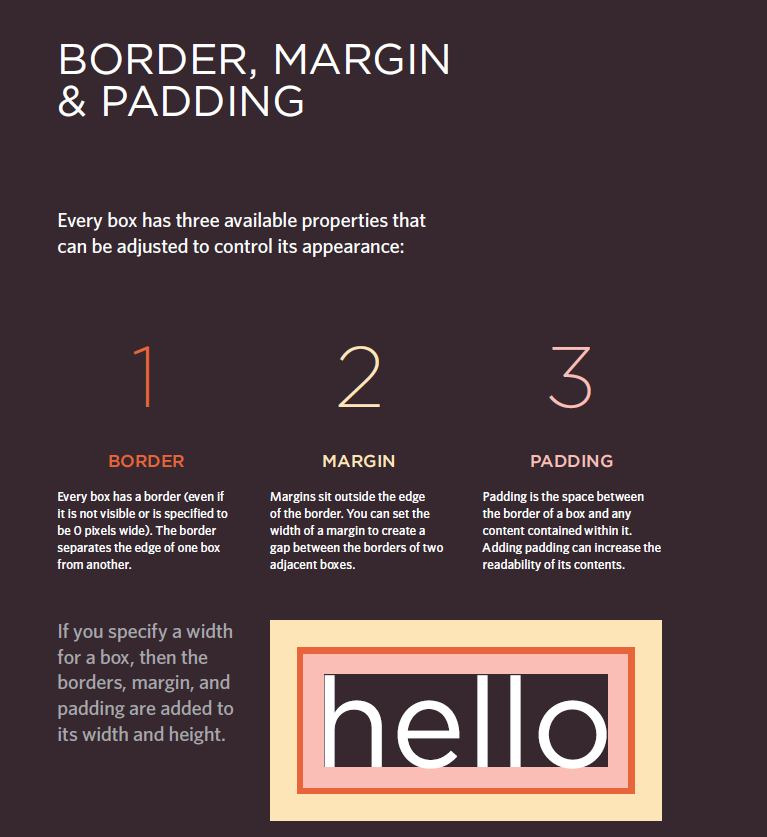 BORDER, MARGIN
& PADDING
Every box has three available properties that
can be adjusted to control its appearance:
1
BORDER
Every box has a border (even if
it is not visible or is specified to
be 0 pixels wide). The border
separates the edge of one box
from another.
2
MARGIN
Margins sit outside the edge
of the border. You can set the
width of a margin to create a
gap between the borders of two
adjacent boxes.
3
PADDING
Padding is the space between
the border of a box and any
content contained within it.
Adding padding can increase the
readability of its contents.
If you specify a width
for a box, then the
borders, margin, and
padding are added to
its width and height.
hello